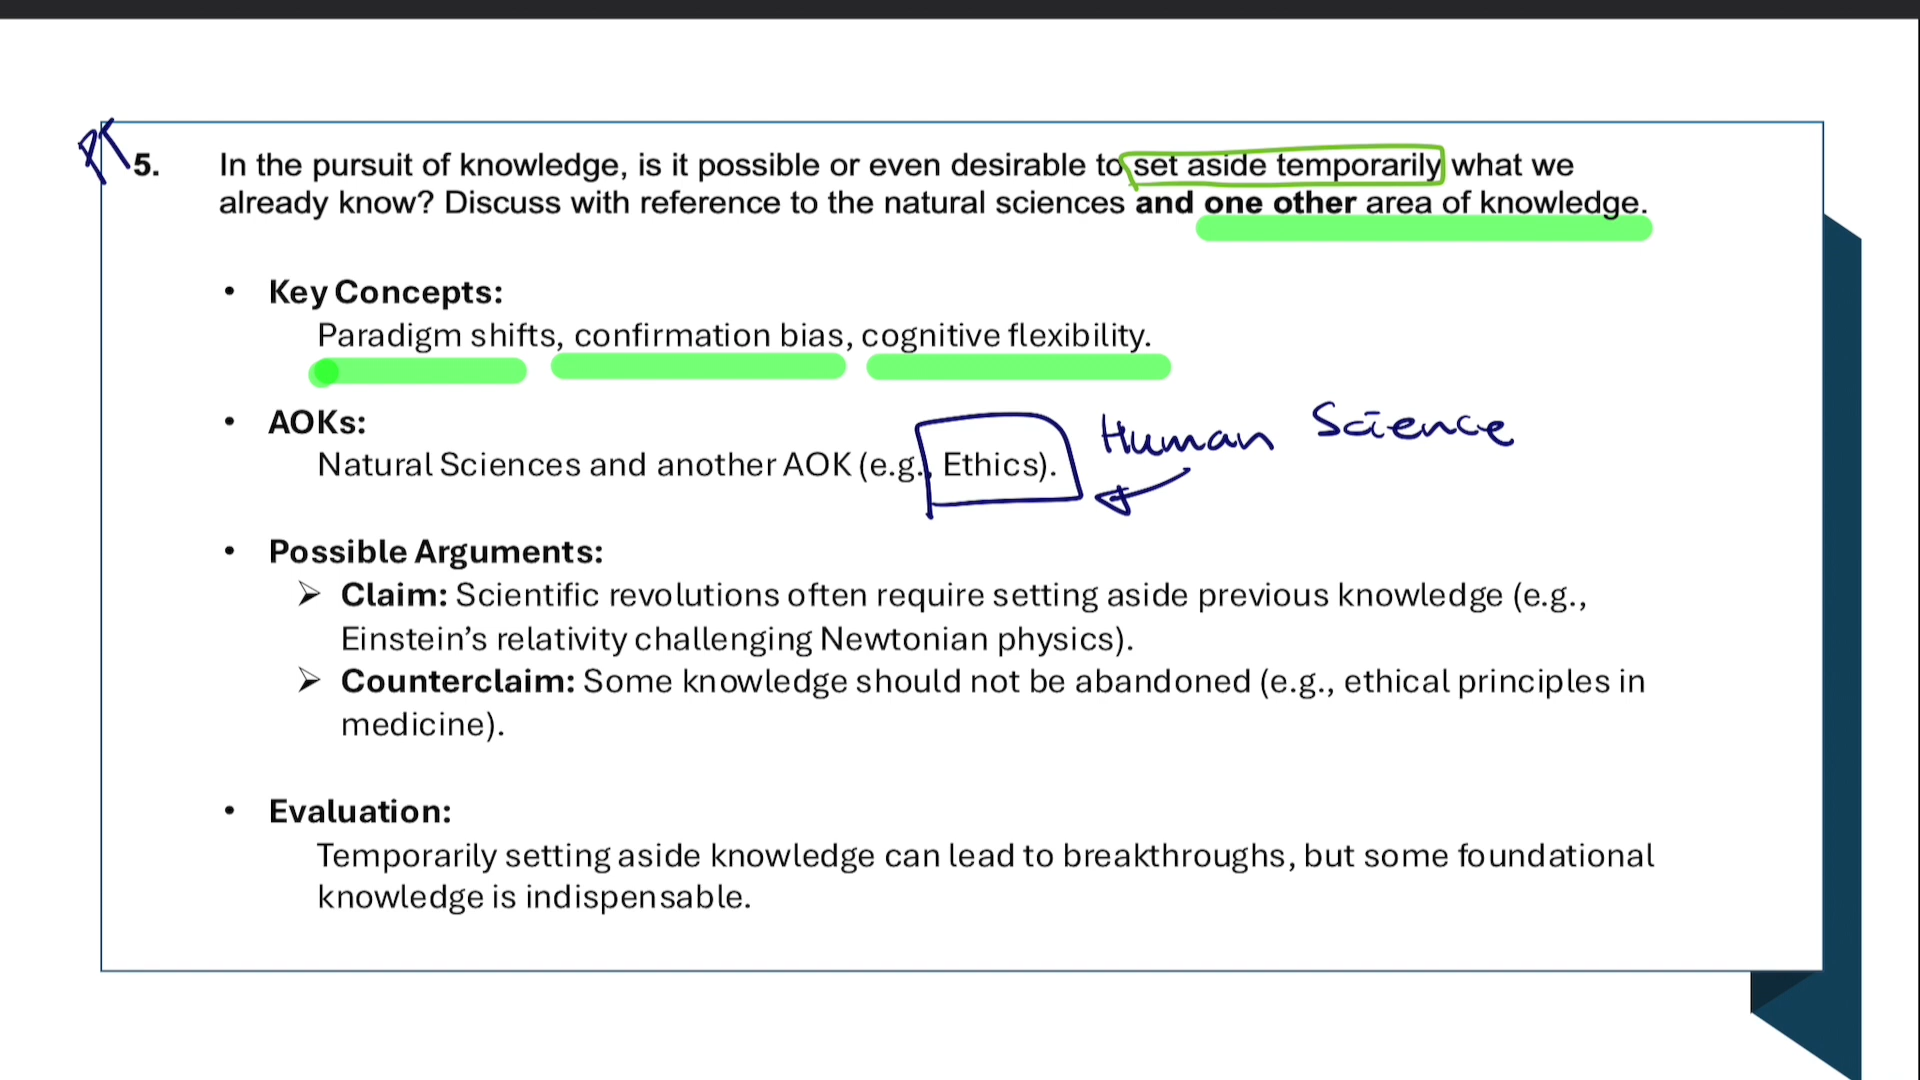 PT
5. In the pursuit of knowledge, is it possible or even desirable to set aside temporarily what we
already know? Discuss with reference to the natural sciences and one other area of knowledge.
• Key Concepts:
Paradigm shifts, confirmation bias, cognitive flexibility.
• AOKs:
Human Science
Natural Sciences and another AOK (e.g., Ethics).
• Possible Arguments:
➢ Claim: Scientific revolutions often require setting aside previous knowledge (e.g.,
Einstein’s relativity challenging Newtonian physics).
➢ Counterclaim: Some knowledge should not be abandoned (e.g., ethical principles in
medicine).
• Evaluation:
Temporarily setting aside knowledge can lead to breakthroughs, but some foundational
knowledge is indispensable.